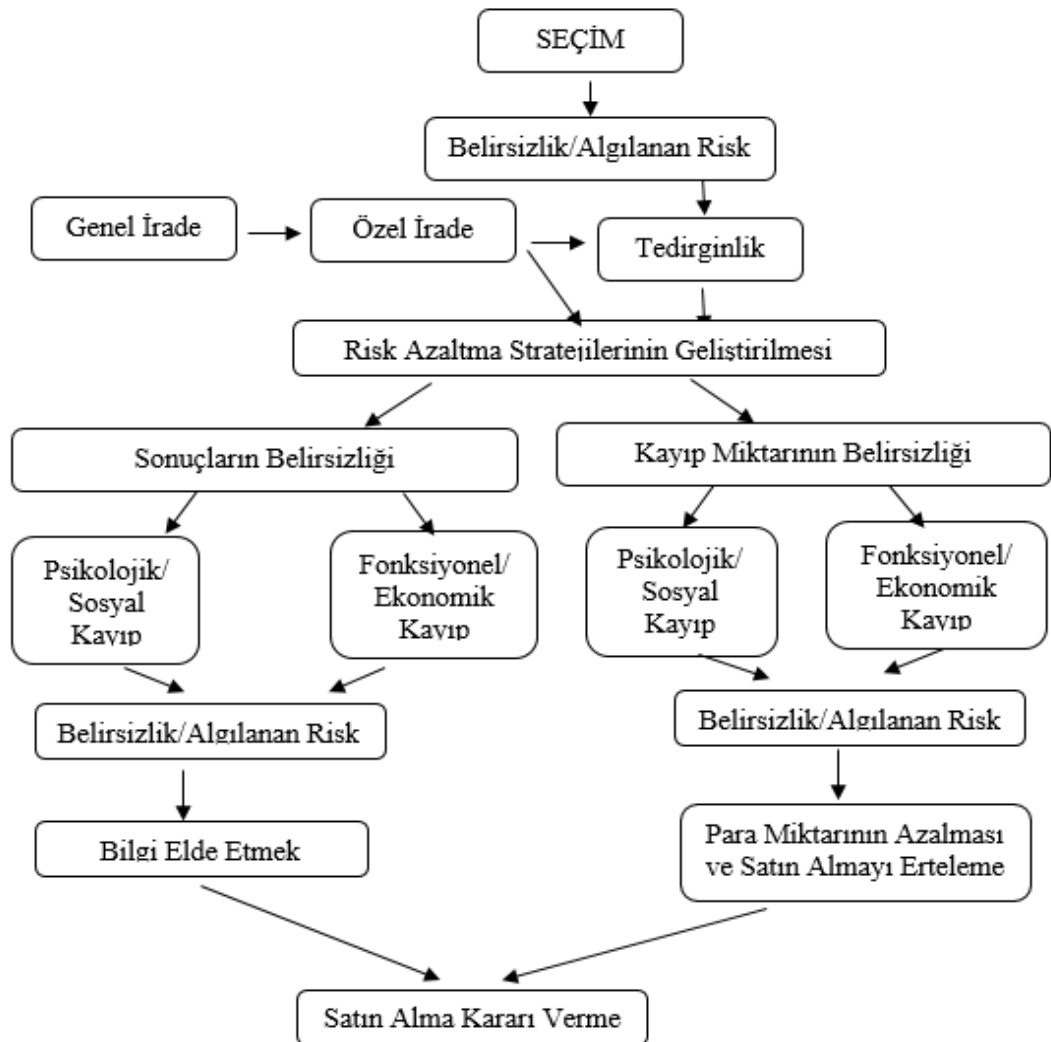 SEÇİM
Belirsizlik/Algılanan Risk
Genel İrade
Özel İrade
Tedirginlik
Risk Azaltma Stratejilerinin Geliştirilmesi
Sonuçların Belirsizliği
Kayıp Miktarının Belirsizliği
Psikolojik/
Sosyal
Kayıp
Fonksiyonel/
Ekonomik
Kayıp
Psikolojik/
Sosyal
Kayıp
Fonksiyonel/
Ekonomik
Kayıp
Belirsizlik/Algılanan Risk
Belirsizlik/Algılanan Risk
Bilgi Elde Etmek
Para Miktarının Azalması
ve Satın Almayı Erteleme
Satın Alma Kararı Verme